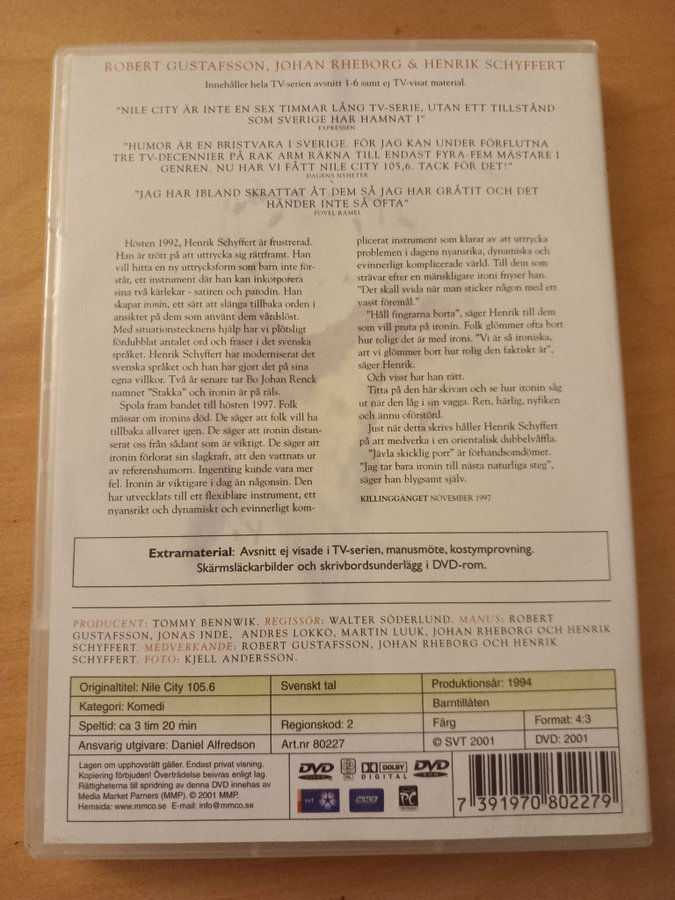 ROBERT GUSTAFSSON, JOHAN RHEBORG & HENRIK SCHYFFERT
Innehåller hela TV-serien avsnitt 1-6 samt ej TV-visat material.
"NILE CITY ÄR INTE EN SEX TIMMAR LÅNG TV-SERIE, UTAN ETT TILLSTÅND
SOM SVERIGE HAR HAMNAT I"
EXPRESSEN
"HUMOR ÄR EN BRISTVARA I SVERIGE. FÖR JAG KAN UNDER FÖRFLUTNA
TRE TV-DECENNIER PÅ RAK ARM RÄKNA TILL ENDAST FYRA-FEM MÄSTARE I
GENREN. NU HAR VI FÅTT NILE CITY 105,6. TACK FÖR DET!"
DAGENS NYHETER
"JAG HAR IBLAND SKRATTAT ÅT DEM SÅ JAG HAR GRÅTIT OCH DET
HÄNDER INTE SÅ OFTA"
POVEL RAMEL
Hösten 1992, Henrik Schyffert är frustrerad.
Han är trött på att uttrycka sig rättframt. Han
vill hitta en ny uttrycksform som barn inte för-
står, ett instrument där han kan inkorporera
sina två kärlekar - satiren och parodin. Han
skapar ironin, ett sätt att slänga tillbaka orden i
ansiktet på dem som använt dem vårdslöst.
Med situationstecknens hjälp har vi plötsligt
fördubblat antalet ord och fraser i det svenska
språket. Henrik Schyffert har moderniserat det
svenska språket och han har gjort det på sina
egna villkor. Två år senare tar Bo Johan Renck
namnet "Stakka" och ironin är på räls.
Spola fram bandet till hösten 1997. Folk
mässar om ironins död. De säger att folk vill ha
tillbaka allvaret igen. De säger att ironin distan-
serat oss från sådant som är viktigt. De säger att
ironin förlorat sin slagkraft, att den vattnats ur
av referenshumorn. Ingenting kunde vara mer
fel. Ironin är viktigare i dag än någonsin. Den
har utvecklats till ett flexiblare instrument, ett
nyansrikt och dynamiskt och evinnerligt kom-
plicerat instrument som klarar av att uttrycka
problemen i dagens nyansrika, dynamiska och
evinnerligt komplicerade värld. Till dem som
strävar efter en mänskligare ironi fnyser han.
"Det skall svida när man sticker någon med ett
vasst föremål."
"Håll fingrarna borta", säger Henrik till dem
som vill pruta på ironin. Folk glömmer ofta bort
hur roligt det är med ironi. "Vi är så ironiska,
att vi glömmer bort hur rolig den faktiskt är",
säger Henrik.
Och visst har han rätt.
Titta på den här skivan och se hur ironin såg
ut när den låg i sin vagga. Ren, härlig, nyfiken
och ännu oförstörd.
Just när detta skrivs håller Henrik Schyffert
på att medverka i en orientalisk dubbelväffla.
"Jävla skicklig porr" är förhandsomdömet.
"Jag tar bara ironin till nästa naturliga steg",
säger han blygsamt själv.
KILLINGGÄNGET NOVEMBER 1997
Extramaterial: Avsnitt ej visade i TV-serien, manusmöte, kostymprovning.
Skärmsläckarbilder och skrivbordsunderlägg i DVD-rom.
PRODUCENT: TOMMY BENNWIK. REGISSÖR: WALTER SÖDERLUND. MANUS: ROBERT
GUSTAFSSON, JONAS INDE, ANDRES LOKKO, MARTIN LUUK, JOHAN RHEBORG OCH HENRIK
SCHYFFERT. MEDVERKANDE: ROBERT GUSTAFSSON, JOHAN RHEBORG OCH HENRIK
SCHYFFERT. FOTO: KJELL ANDERSSON.
Originaltitel: Nile City 105.6 Svenskt tal Produktionsår: 1994
Kategori: Komedi Barntillåten
Speltid: ca 3 tim 20 min Regionskod: 2 Färg Format: 4:3
Ansvarig utgivare: Daniel Alfredson Art.nr 80227 © SVT 2001 DVD: 2001
Lagen om upphovsrätt gäller. Endast privat visning.
Kopiering förbjuden! Överträdelse beivras enligt lag.
Rättigheterna till spridning av denna DVD innehas av
Media Market Parners (MMP). © 2001 MMP.
Hemsida: www.mmco.se E-mail: info@mmco.se
DVD VIDEO 2 DOLBY DIGITAL DVD ROM
svt MMP PC
7 391970 802279